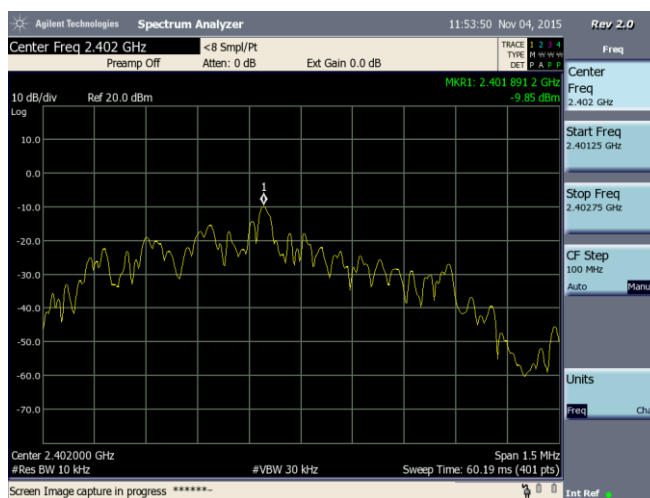 Agilent Technologies Spectrum Analyzer 11:53:50 Nov 04, 2015 Rev 2.0
Center Freq 2.402 GHz <8 Smpl/Pt TRACE 1 2 3 4
TYPE M W W W
Preamp Off Atten: 0 dB Ext Gain 0.0 dB DET P A P P
MKR1: 2.401 891 2 GHz
10 dB/div Ref 20.0 dBm -9.85 dBm
Log
10.0
0.0
1
-10.0
-20.0
-30.0
-40.0
-50.0
-60.0
-70.0
Center 2.402000 GHz Span 1.5 MHz
#Res BW 10 kHz #VBW 30 kHz Sweep Time: 60.19 ms (401 pts)
Screen Image capture in progress ******~
Freq
Center
Freq
2.402 GHz
Start Freq
2.40125 GHz
Stop Freq
2.40275 GHz
CF Step
100 MHz
Auto Manu
Units
Freq Cha
Int Ref